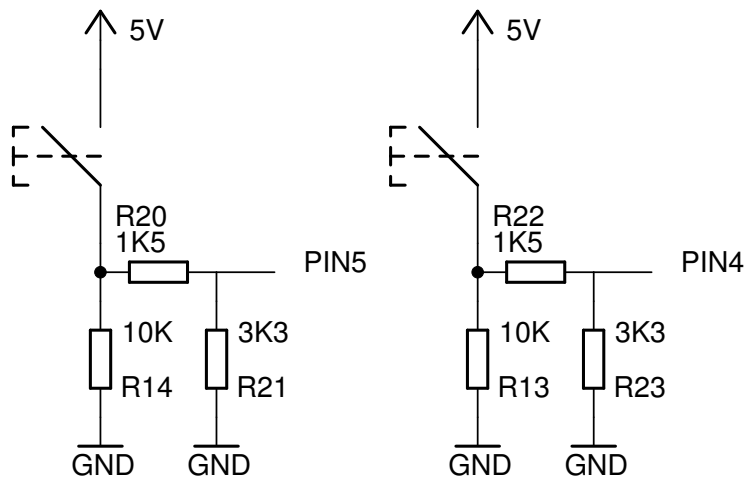 5V
5V
R20
1K5
R22
1K5
PIN5
PIN4
10K
3K3
10K
3K3
R14
R21
R13
R23
GND
GND
GND
GND